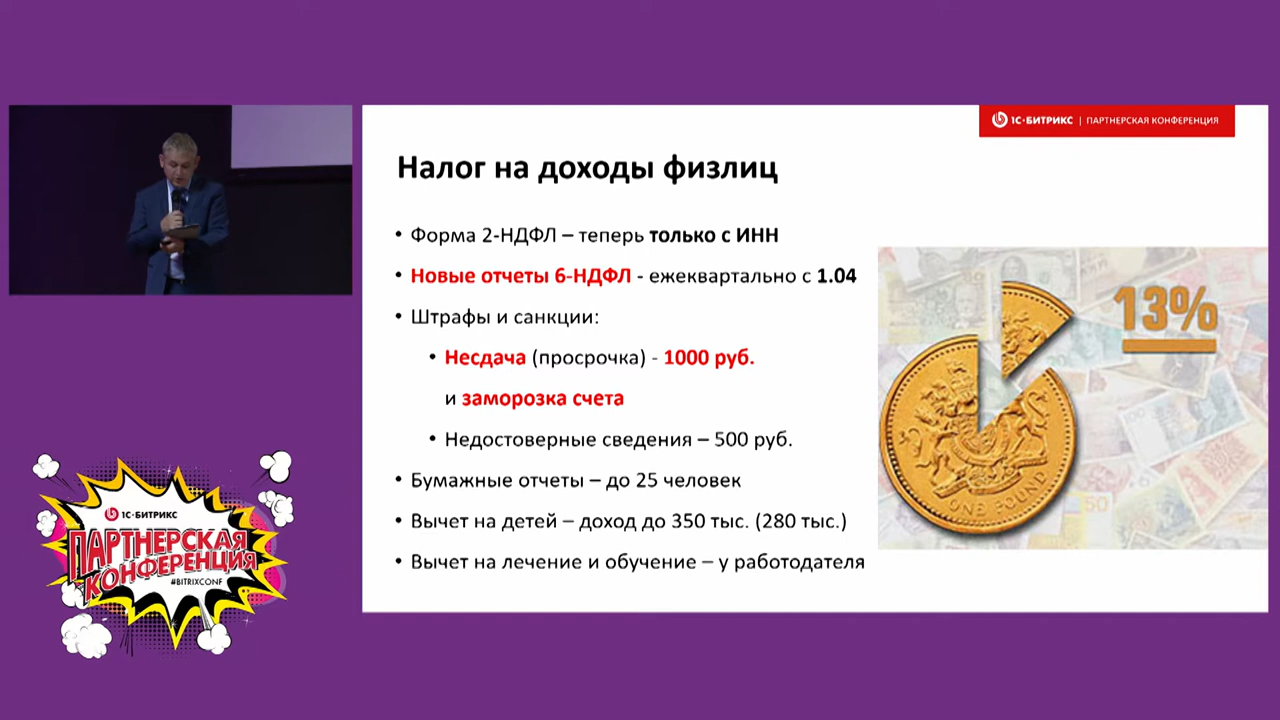 1С-БИТРИКС | ПАРТНЕРСКАЯ КОНФЕРЕНЦИЯ
Налог на доходы физлиц
• Форма 2-НДФЛ – теперь только с ИНН
• Новые отчеты 6-НДФЛ - ежеквартально с 1.04
• Штрафы и санкции:
• Несдача (просрочка) - 1000 руб.
и заморозка счета
• Недостоверные сведения – 500 руб.
• Бумажные отчеты – до 25 человек
• Вычет на детей – доход до 350 тыс. (280 тыс.)
• Вычет на лечение и обучение – у работодателя
13%
ONE POUND
1С-БИТРИКС
ПАРТНЕРСКАЯ
КОНФЕРЕНЦИЯ
#BITRIXCONF